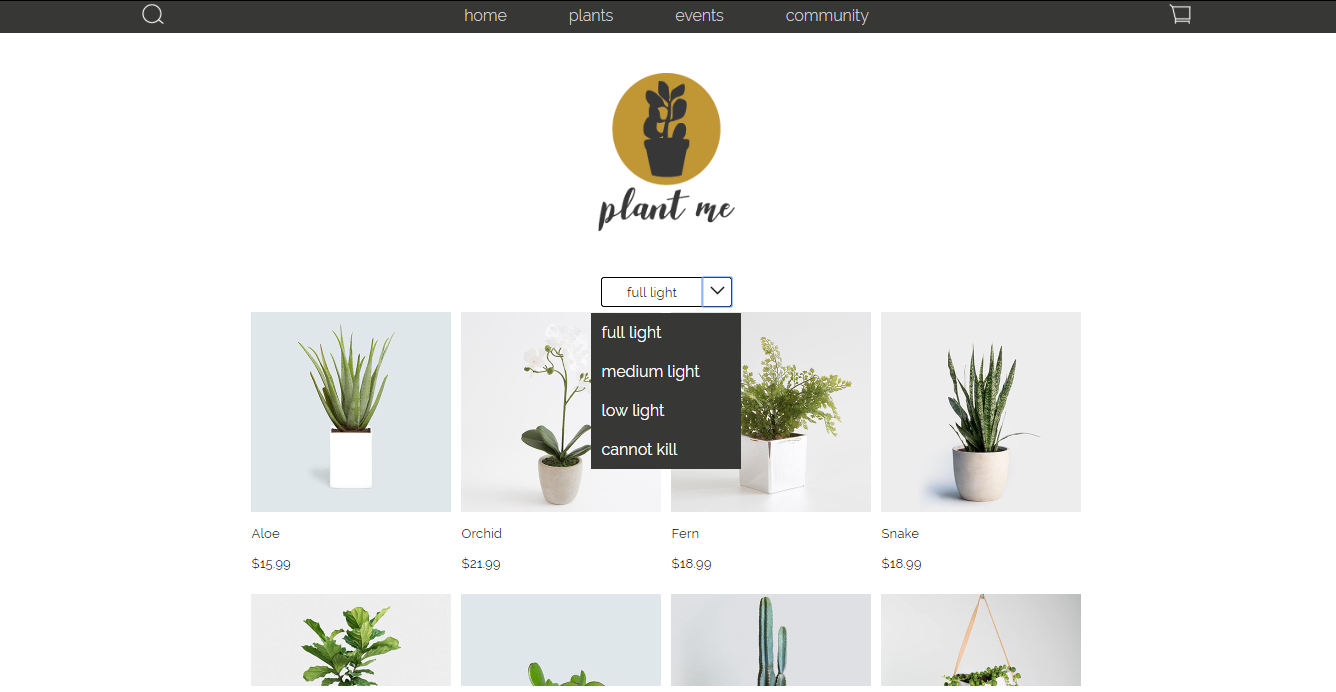 home plants events community
plant me
full light
full light
medium light
low light
cannot kill
Aloe Orchid Fern Snake
$15.99 $21.99 $18.99 $18.99